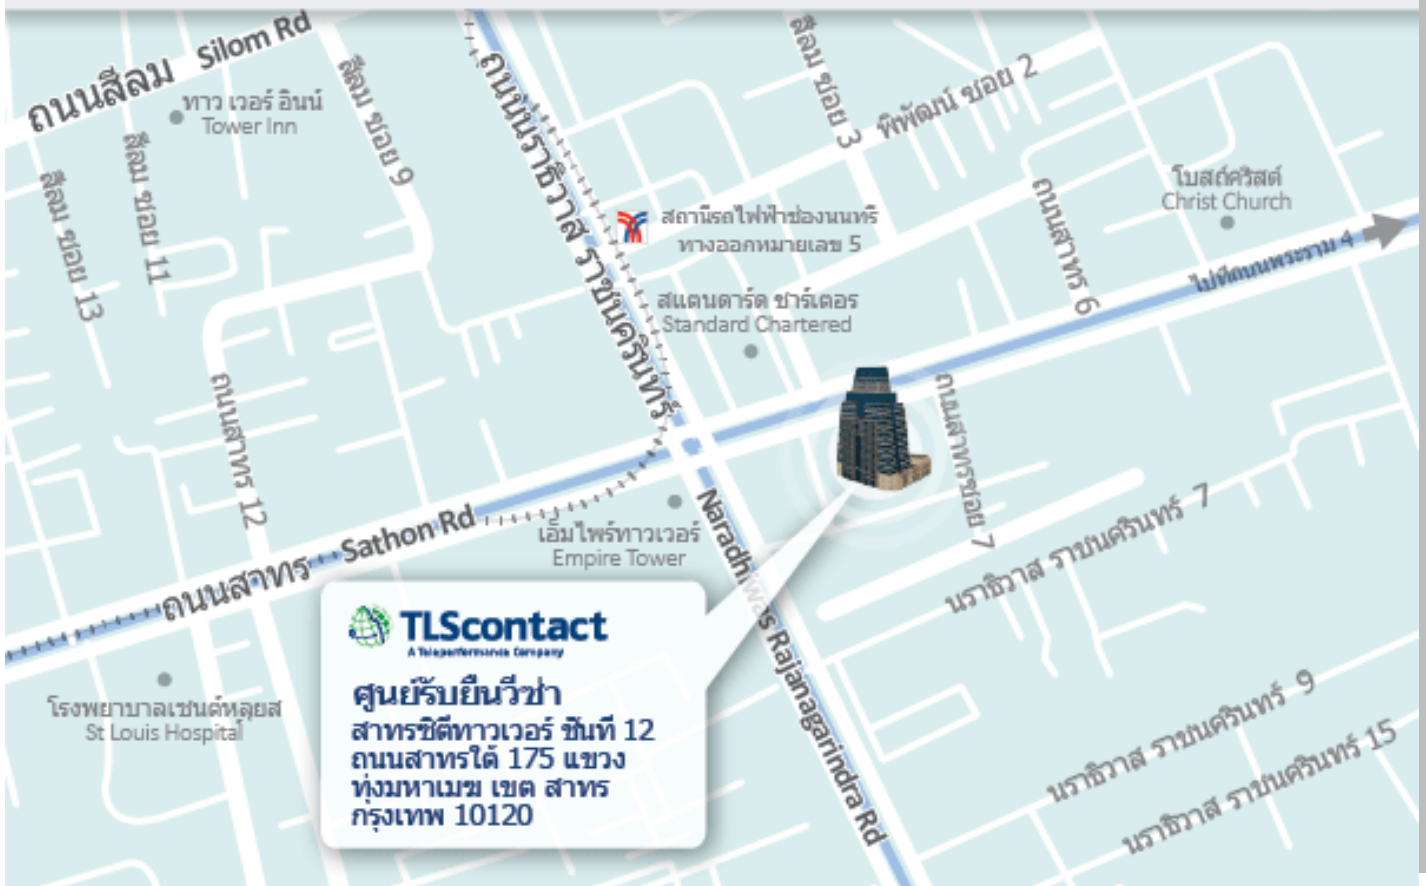 ถนนสีลม Silom Rd
ทาว เวอร์ อินน์
Tower Inn
สีลม ซอย 9
สีลม ซอย 11
สีลม ซอย 13
ถนนนราธิวาส ราชนครินทร์
สีลม ซอย 3
พิพัฒน์ ซอย 2
สถานีรถไฟฟ้าช่องนนทรี
ทางออกหมายเลข 5
โบสถ์คริสต์
Christ Church
ถนนสาทร 6
ไปที่ถนนพระราม 4
สแตนดาร์ด ชาร์เตอร
Standard Chartered
ถนนสาทร 12
ถนนสาทรซอย 7
ถนนสาทร Sathon Rd
เอ็มไพร์ทาวเวอร์
Empire Tower
Naradhiwas Rajanagarindra Rd
นราธิวาส ราชนครินทร์ 7
TLScontact
A Teleperformance Company
ศูนย์รับยื่นวีซ่า
สาทรซิตี้ทาวเวอร์ ชั้นที่ 12
ถนนสาทรใต้ 175 แขวง
ทุ่งมหาเมฆ เขต สาทร
กรุงเทพ 10120
โรงพยาบาลเซนต์หลุยส
St Louis Hospital
นราธิวาส ราชนครินทร์ 9
นราธิวาส ราชนครินทร์ 15